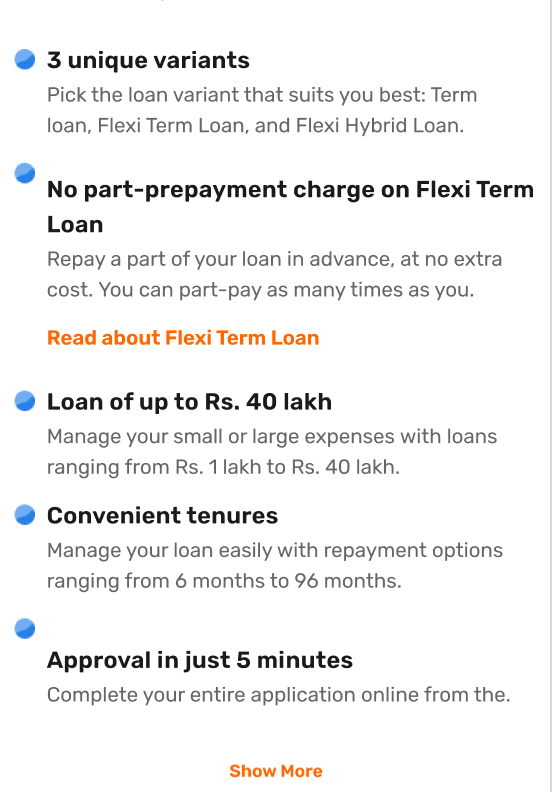 3 unique variants
Pick the loan variant that suits you best: Term
loan, Flexi Term Loan, and Flexi Hybrid Loan.
No part-prepayment charge on Flexi Term
Loan
Repay a part of your loan in advance, at no extra
cost. You can part-pay as many times as you.
Read about Flexi Term Loan
Loan of up to Rs. 40 lakh
Manage your small or large expenses with loans
ranging from Rs. 1 lakh to Rs. 40 lakh.
Convenient tenures
Manage your loan easily with repayment options
ranging from 6 months to 96 months.
Approval in just 5 minutes
Complete your entire application online from the.
Show More